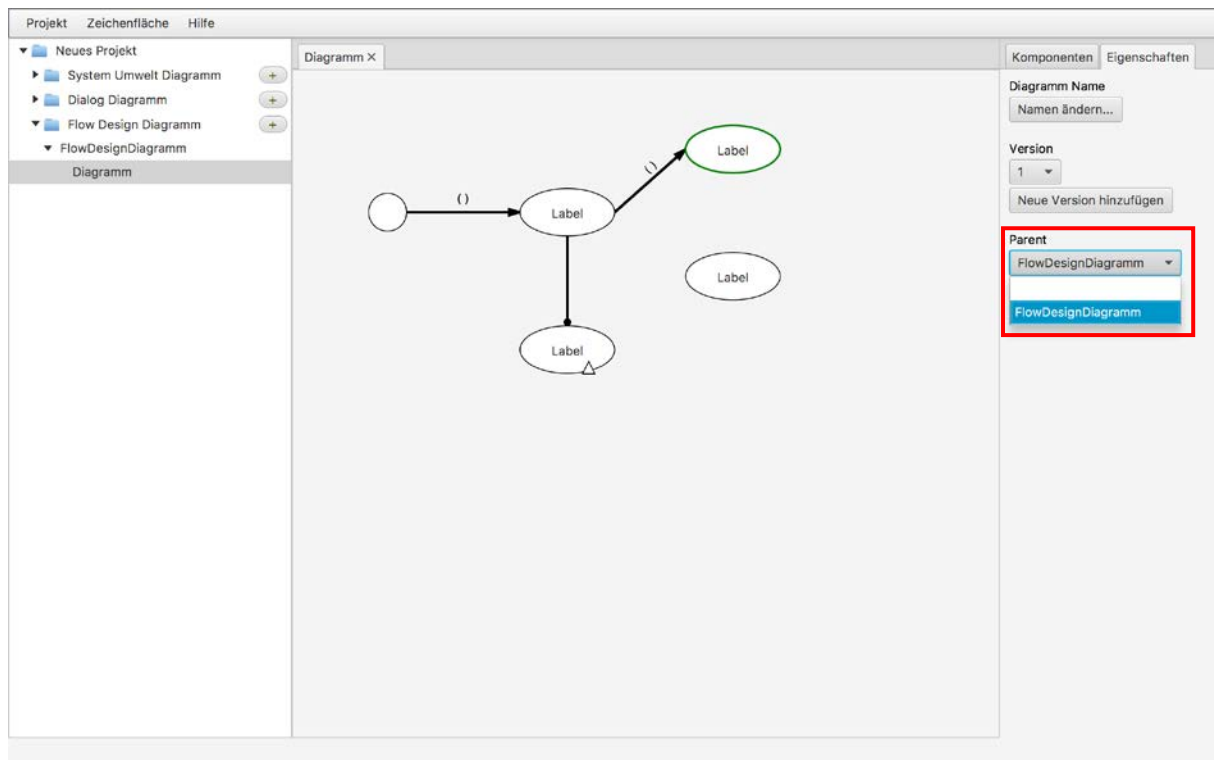 Projekt Zeichenfläche Hilfe
Neues Projekt
System Umwelt Diagramm +
Dialog Diagramm +
Flow Design Diagramm +
FlowDesignDiagramm
Diagramm
Diagramm ×
Label
()
()
Label
Label
Label
Komponenten Eigenschaften
Diagramm Name
Namen ändern...
Version
1
Neue Version hinzufügen
Parent
FlowDesignDiagramm
FlowDesignDiagramm